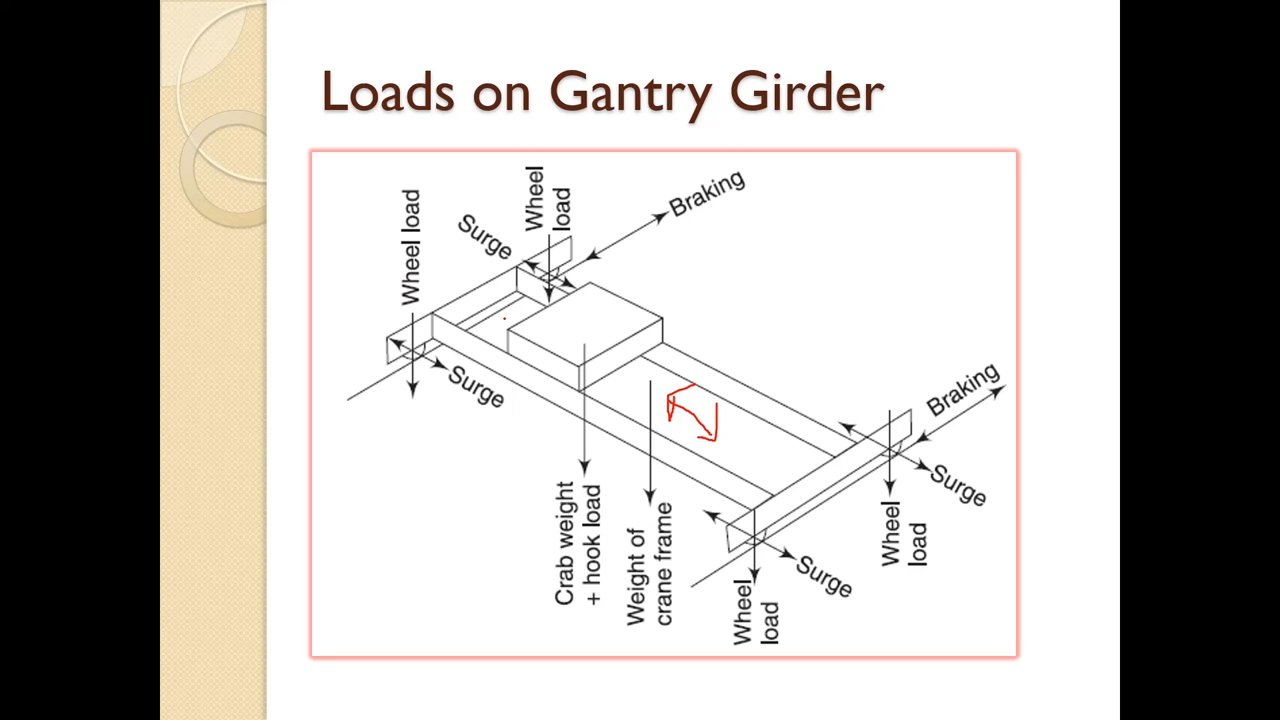 Loads on Gantry Girder
Wheel load
Wheel
load
Surge
Braking
Surge
Braking
Surge
Crab weight
+ hook load
Weight of
crane frame
Wheel
load
Surge
Wheel
load